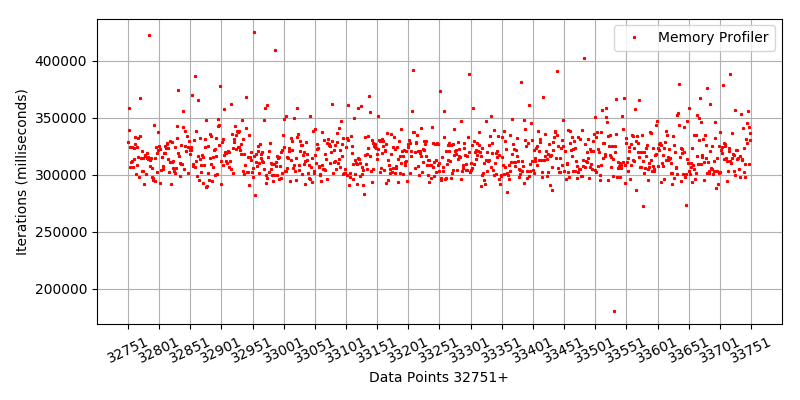 Memory Profiler
Iterations (milliseconds)
400000
350000
300000
250000
200000
32751 32801 32851 32901 32951 33001 33051 33101 33151 33201 33251 33301 33351 33401 33451 33501 33551 33601 33651 33701 33751
Data Points 32751+